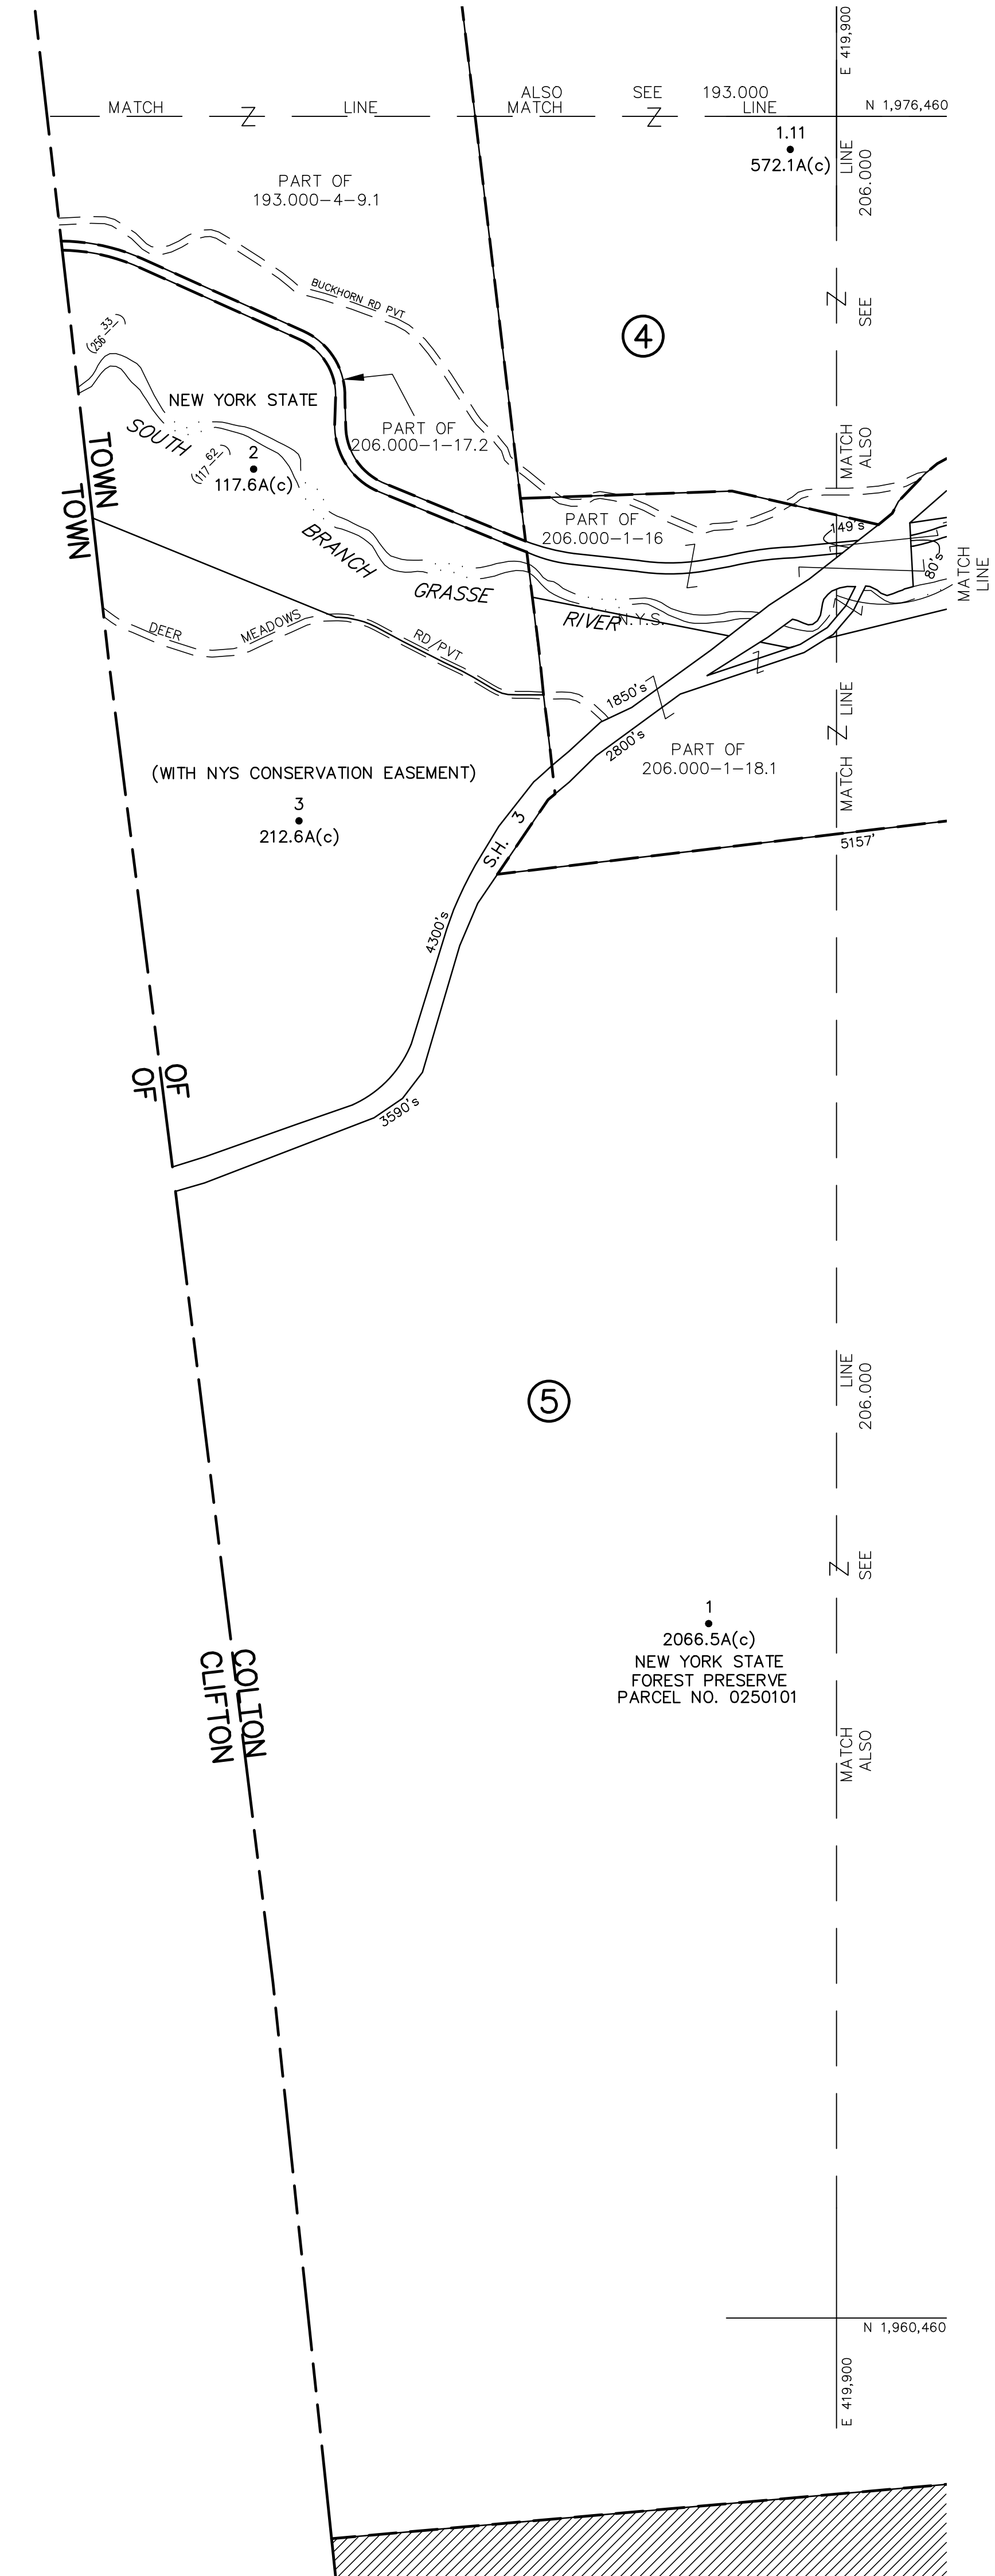 E 419,900
ALSO SEE 193.000
MATCH LINE MATCH LINE
N 1,976,460
1.11
572.1A(c)
LINE
206.000
PART OF
193.000-4-9.1
BUCKHORN RD PVT
SEE
4
(256-33)
NEW YORK STATE
SOUTH
PART OF
206.000-1-17.2
MATCH
ALSO
2
(117-62)
117.6A(c)
TOWN
TOWN
BRANCH
PART OF
206.000-1-16
149's
80's
MATCH
LINE
GRASSE
RIVER
N.Y.S.
DEER MEADOWS RD/PVT
1850's
2800's
LINE
MATCH
PART OF
206.000-1-18.1
(WITH NYS CONSERVATION EASEMENT)
3
212.6A(c)
S.H. 3
5157'
4300's
OF
OF
3590's
LINE
206.000
5
SEE
1
2066.5A(c)
NEW YORK STATE
FOREST PRESERVE
PARCEL NO. 0250101
COLTON
CLIFTON
MATCH
ALSO
N 1,960,460
E 419,900